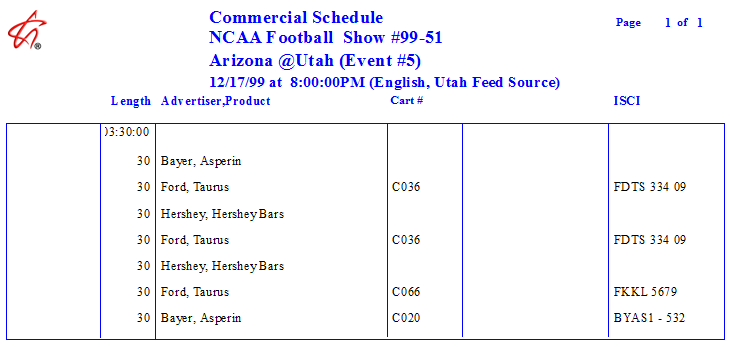 Commercial Schedule
Page 1 of 1
NCAA Football Show #99-51
Arizona @Utah (Event #5)
12/17/99 at 8:00:00PM (English, Utah Feed Source)
Length Advertiser,Product Cart # ISCI
03:30:00
30 Bayer, Asperin
30 Ford, Taurus C036 FDTS 334 09
30 Hershey, Hershey Bars
30 Ford, Taurus C036 FDTS 334 09
30 Hershey, Hershey Bars
30 Ford, Taurus C066 FKKL 5679
30 Bayer, Asperin C020 BYAS1 - 532